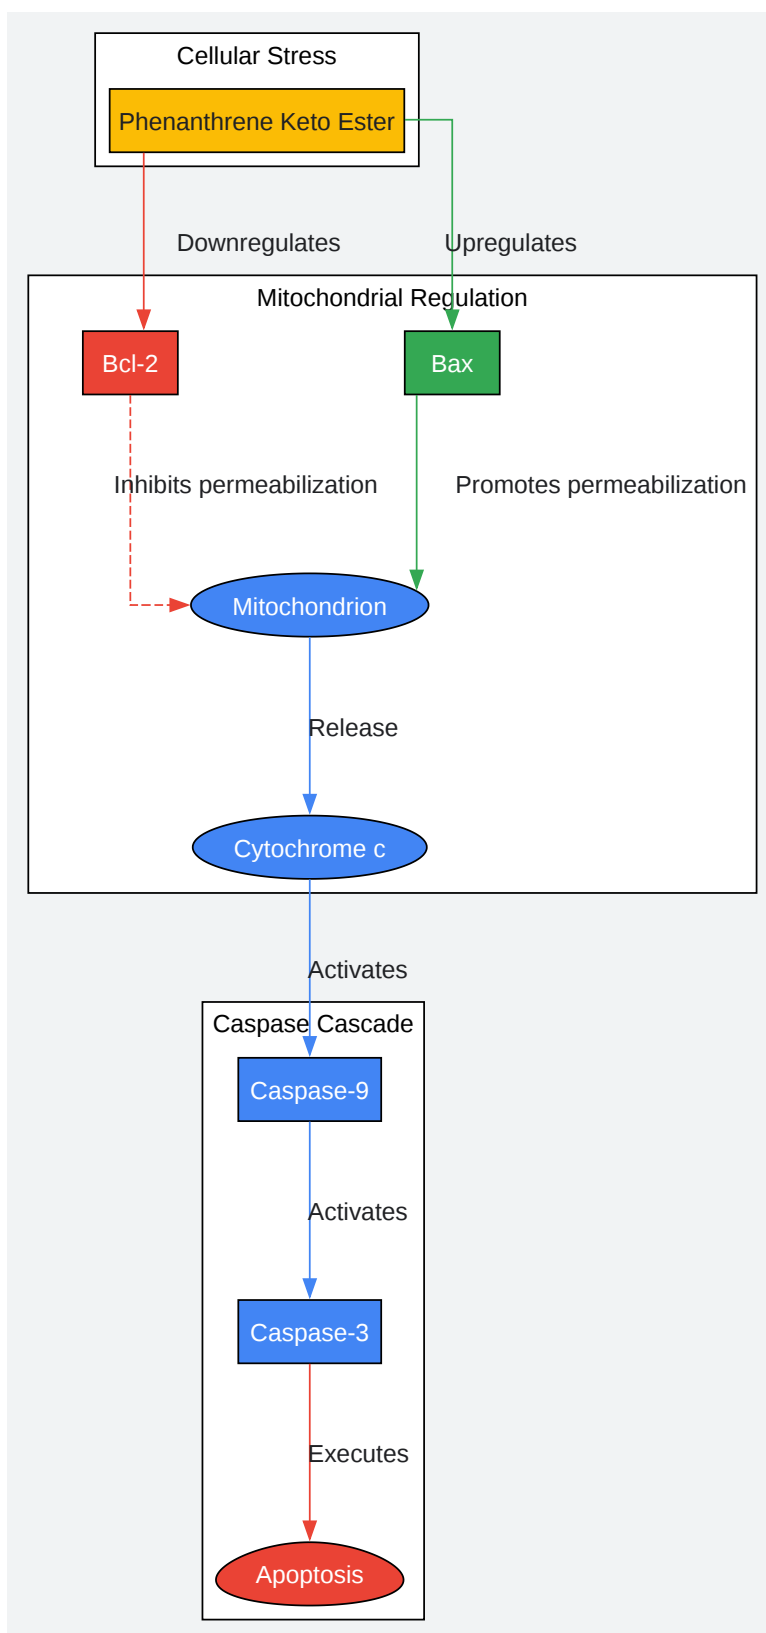 Cellular Stress
Phenanthrene Keto Ester
Downregulates
Upregulates
Mitochondrial Regulation
Bcl-2
Bax
Inhibits permeabilization
Promotes permeabilization
Mitochondrion
Release
Cytochrome c
Activates
Caspase Cascade
Caspase-9
Activates
Caspase-3
Executes
Apoptosis